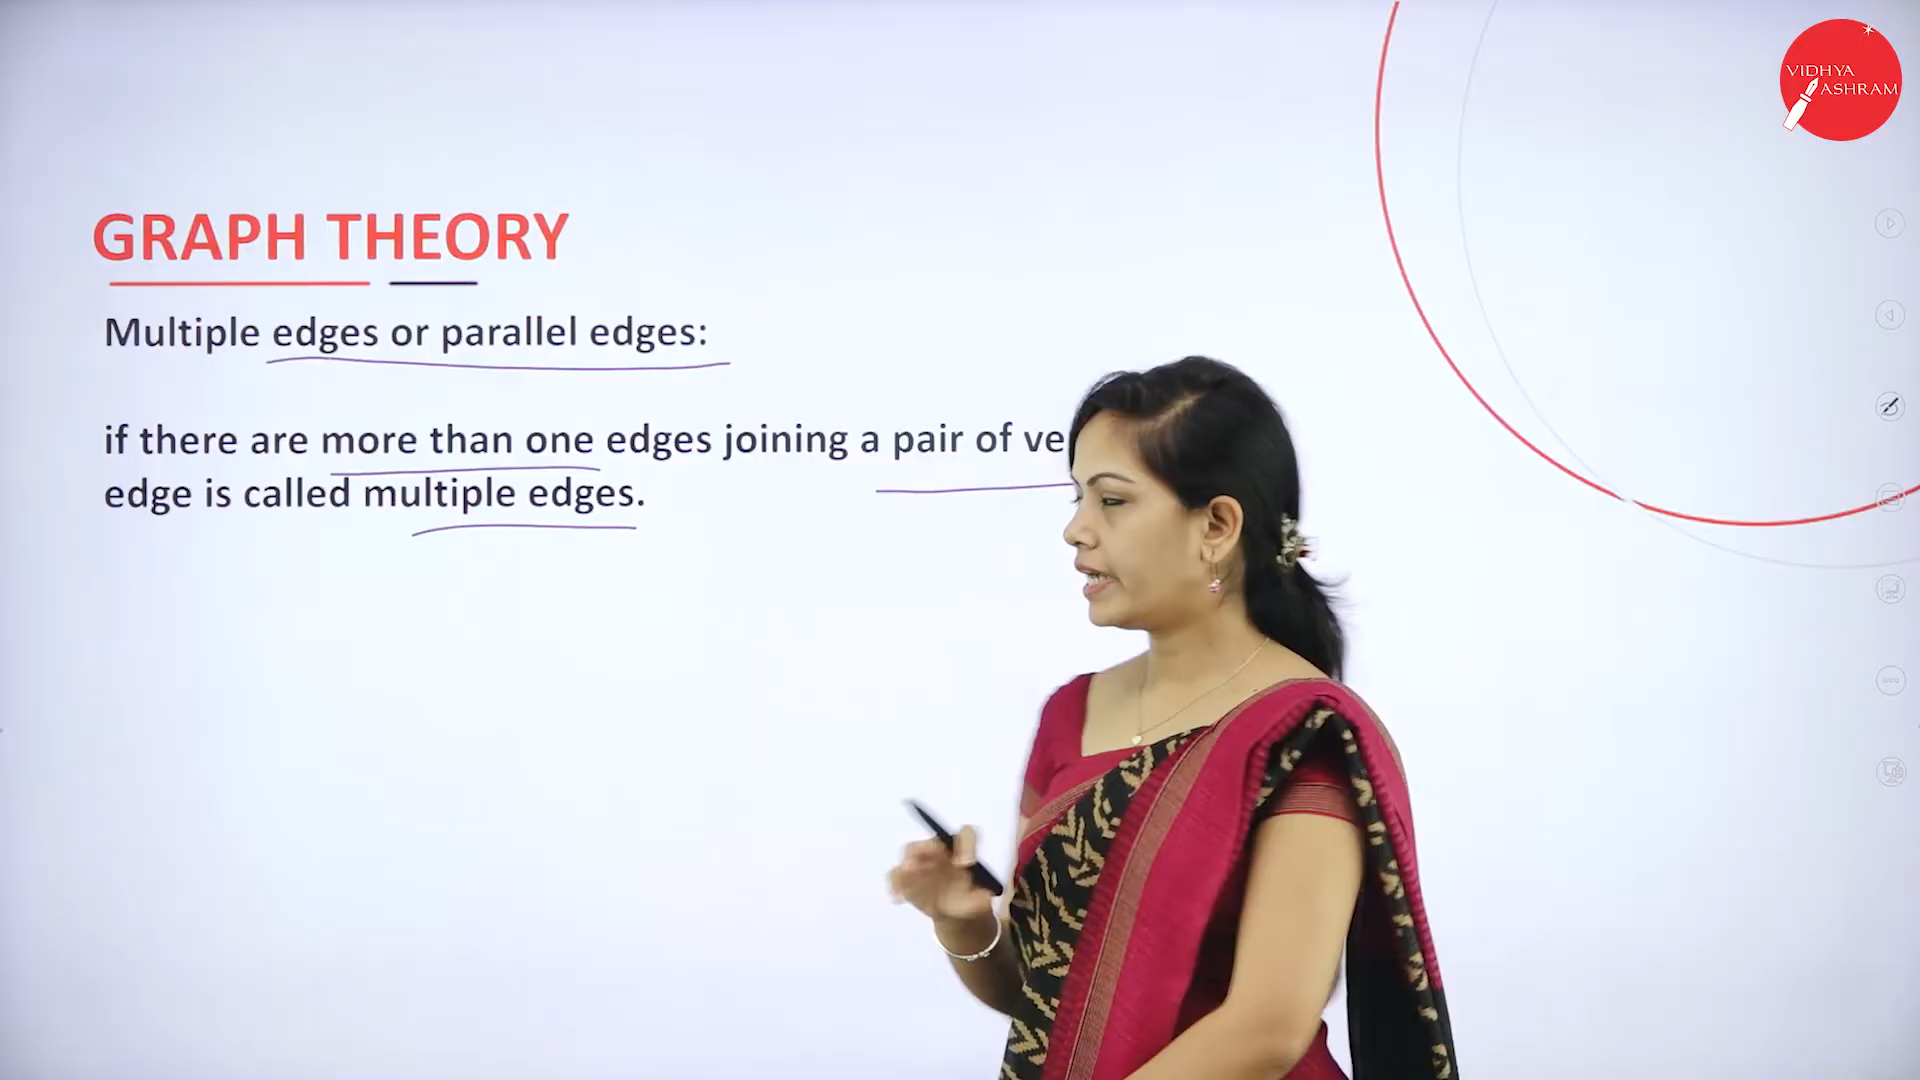 VIDHYA
ASHRAM
GRAPH THEORY
Multiple edges or parallel edges:
if there are more than one edges joining a pair of
edge is called multiple edges.